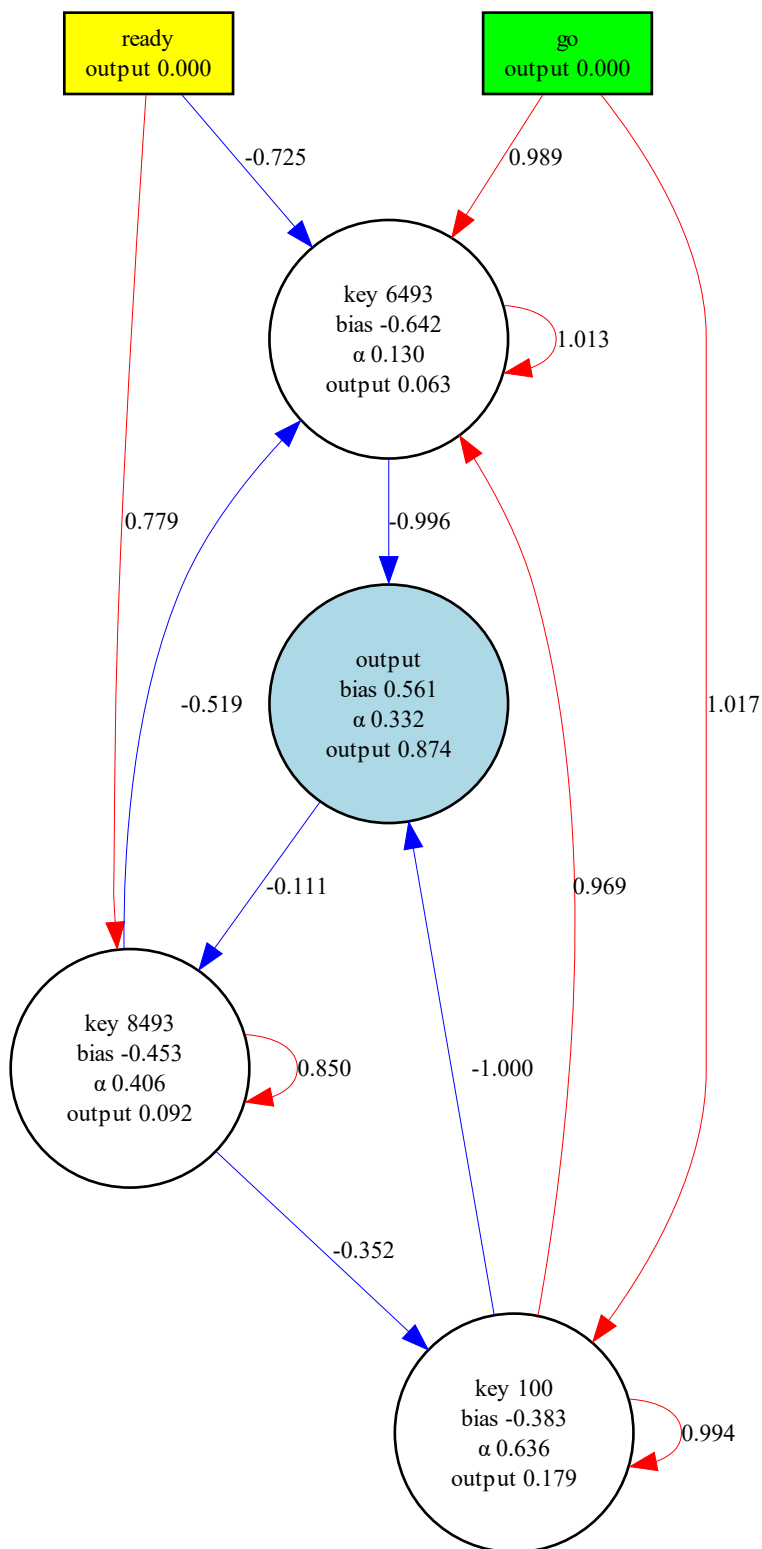 ready
output 0.000
go
output 0.000
-0.725
0.989
key 6493
bias -0.642
α 0.130
output 0.063
1.013
0.779
-0.996
output
bias 0.561
α 0.332
output 0.874
-0.519
1.017
-0.111
0.969
key 8493
bias -0.453
α 0.406
output 0.092
0.850
-1.000
-0.352
key 100
bias -0.383
α 0.636
output 0.179
0.994